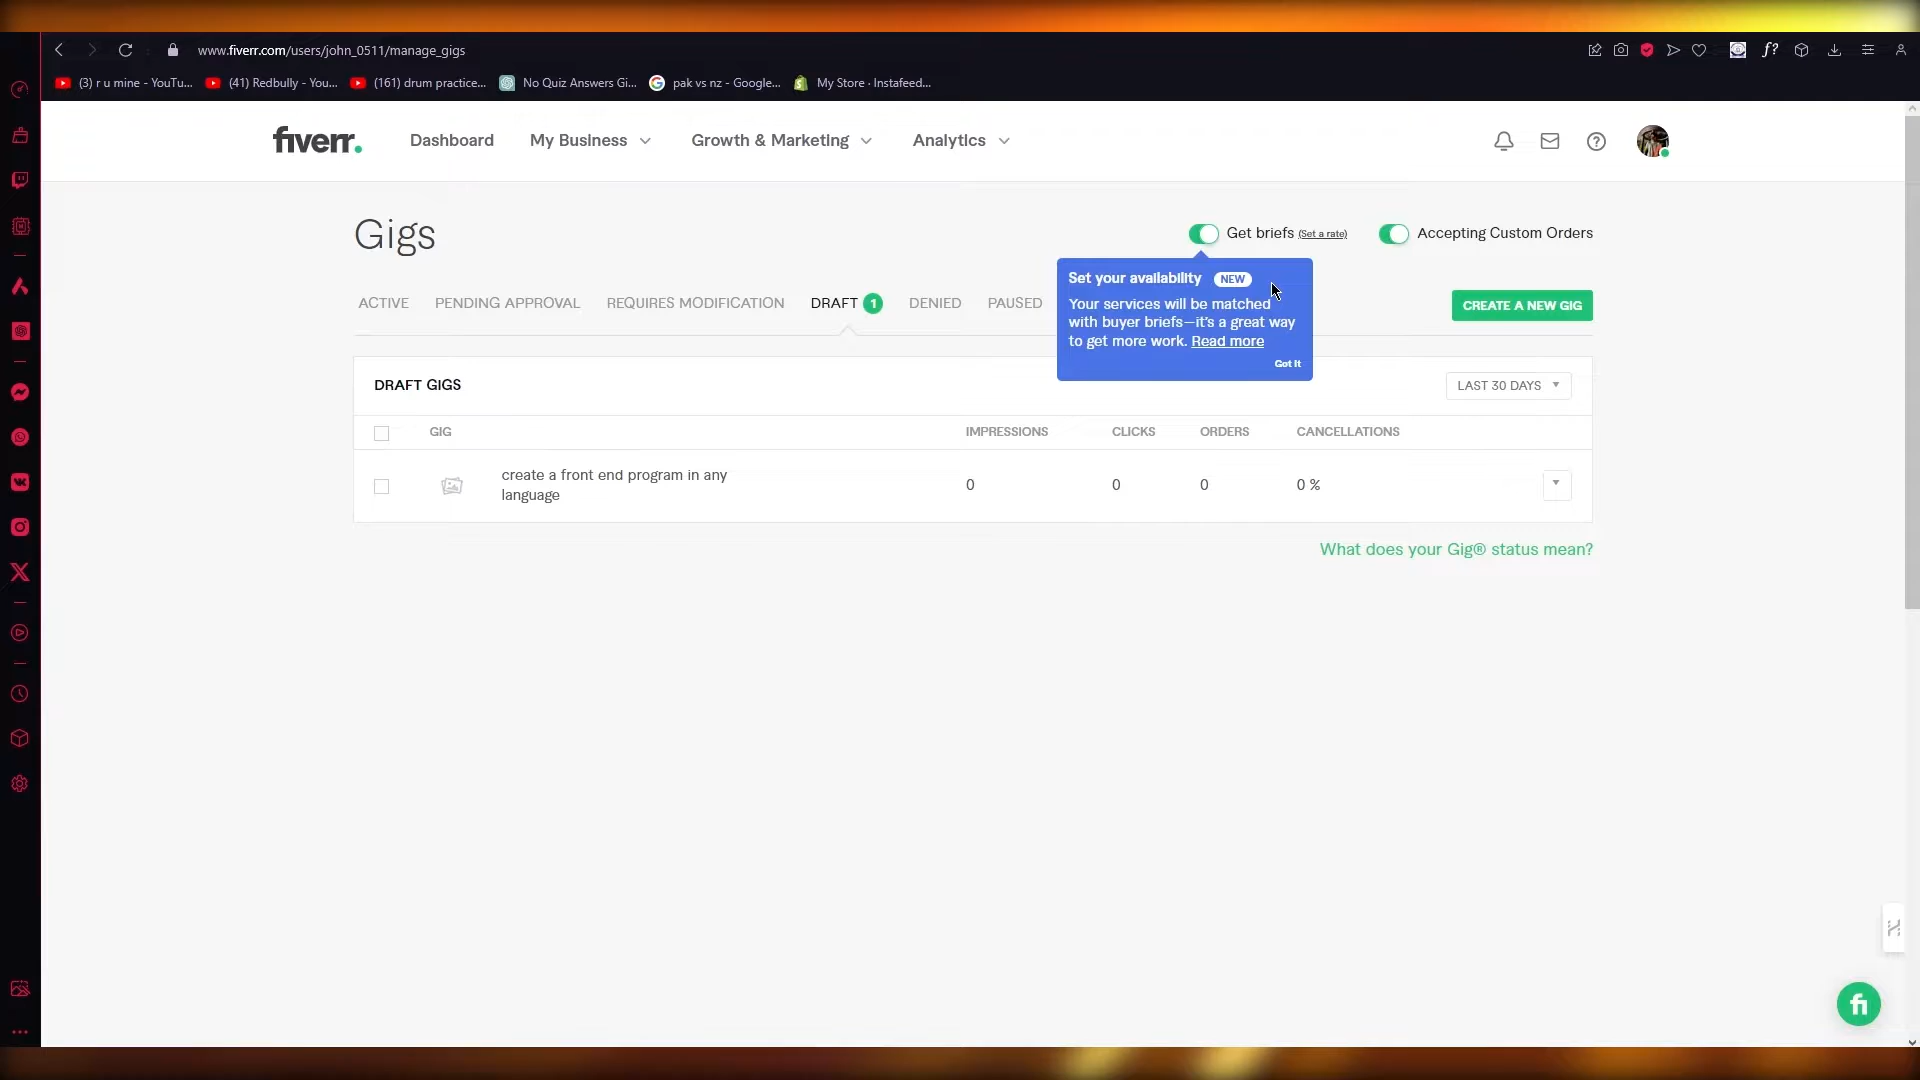 www.fiverr.com/users/john_0511/manage_gigs
f?
(3) r u mine - YouTu...
(41) Redbully - You...
(161) drum practice...
No Quiz Answers Gi...
pak vs nz - Google...
My Store · Instafeed...
fiverr.
Dashboard
My Business
Growth & Marketing
Analytics
Gigs
Get briefs (Set a rate)
Accepting Custom Orders
Set your availability NEW
Your services will be matched
with buyer briefs—it's a great way
to get more work. Read more
Got It
ACTIVE
PENDING APPROVAL
REQUIRES MODIFICATION
DRAFT 1
DENIED
PAUSED
CREATE A NEW GIG
DRAFT GIGS
LAST 30 DAYS
GIG
IMPRESSIONS
CLICKS
ORDERS
CANCELLATIONS
create a front end program in any
language
0
0
0
0 %
What does your Gig® status mean?
fi